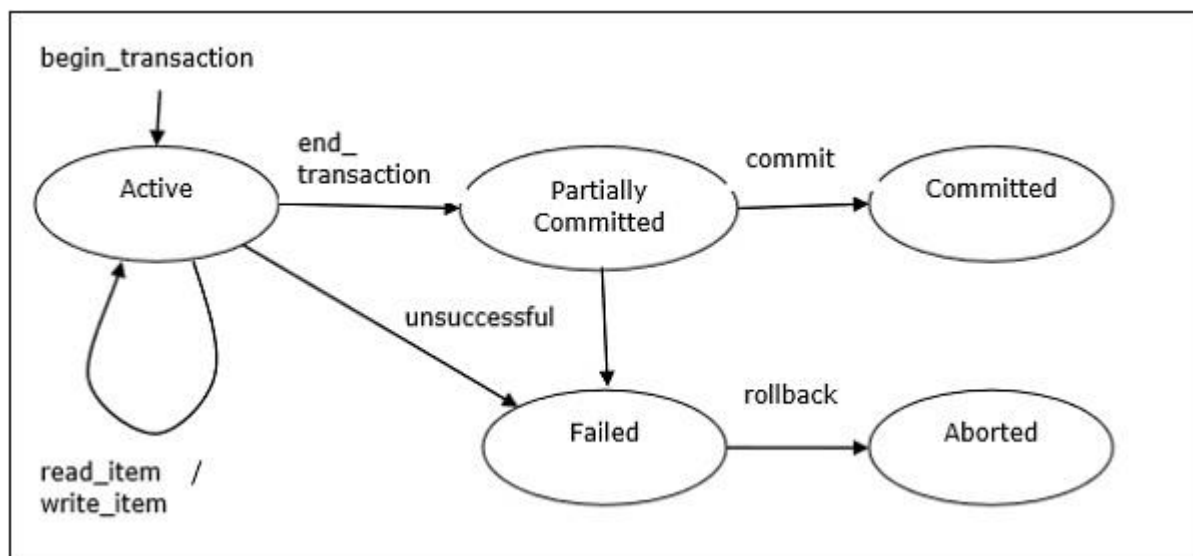 begin_transaction
end_
transaction
commit
Active
Partially
Committed
Committed
unsuccessful
rollback
Failed
Aborted
read_item /
write_item